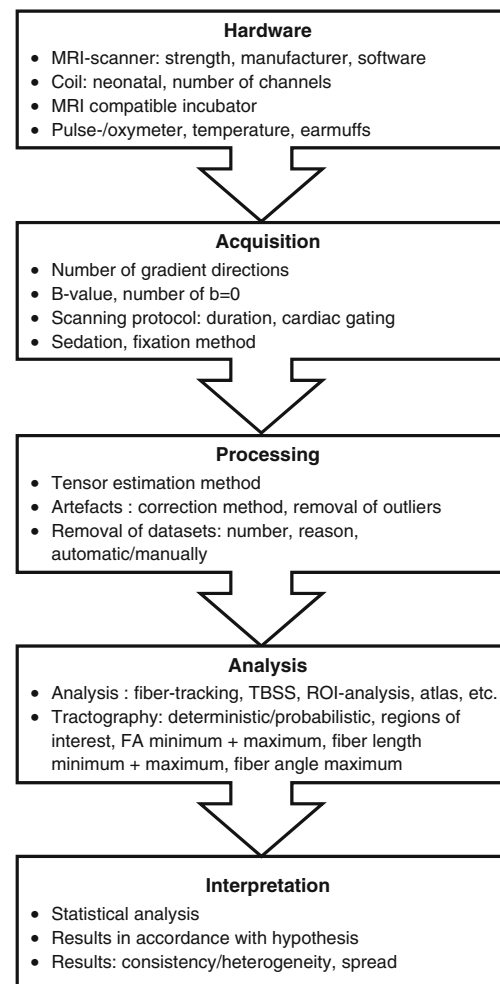 Hardware
• MRI-scanner: strength, manufacturer, software
• Coil: neonatal, number of channels
• MRI compatible incubator
• Pulse-/oxymeter, temperature, earmuffs
Acquisition
• Number of gradient directions
• B-value, number of b=0
• Scanning protocol: duration, cardiac gating
• Sedation, fixation method
Processing
• Tensor estimation method
• Artefacts : correction method, removal of outliers
• Removal of datasets: number, reason,
automatic/manually
Analysis
• Analysis : fiber-tracking, TBSS, ROI-analysis, atlas, etc.
• Tractography: deterministic/probabilistic, regions of
interest, FA minimum + maximum, fiber length
minimum + maximum, fiber angle maximum
Interpretation
• Statistical analysis
• Results in accordance with hypothesis
• Results: consistency/heterogeneity, spread